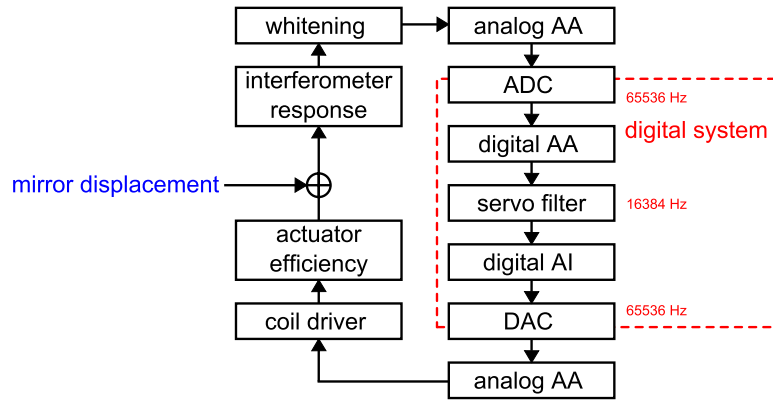 whitening
analog AA
interferometer
response
ADC
65536 Hz
digital system
digital AA
mirror displacement
servo filter
16384 Hz
actuator
efficiency
digital AI
coil driver
DAC
65536 Hz
analog AA